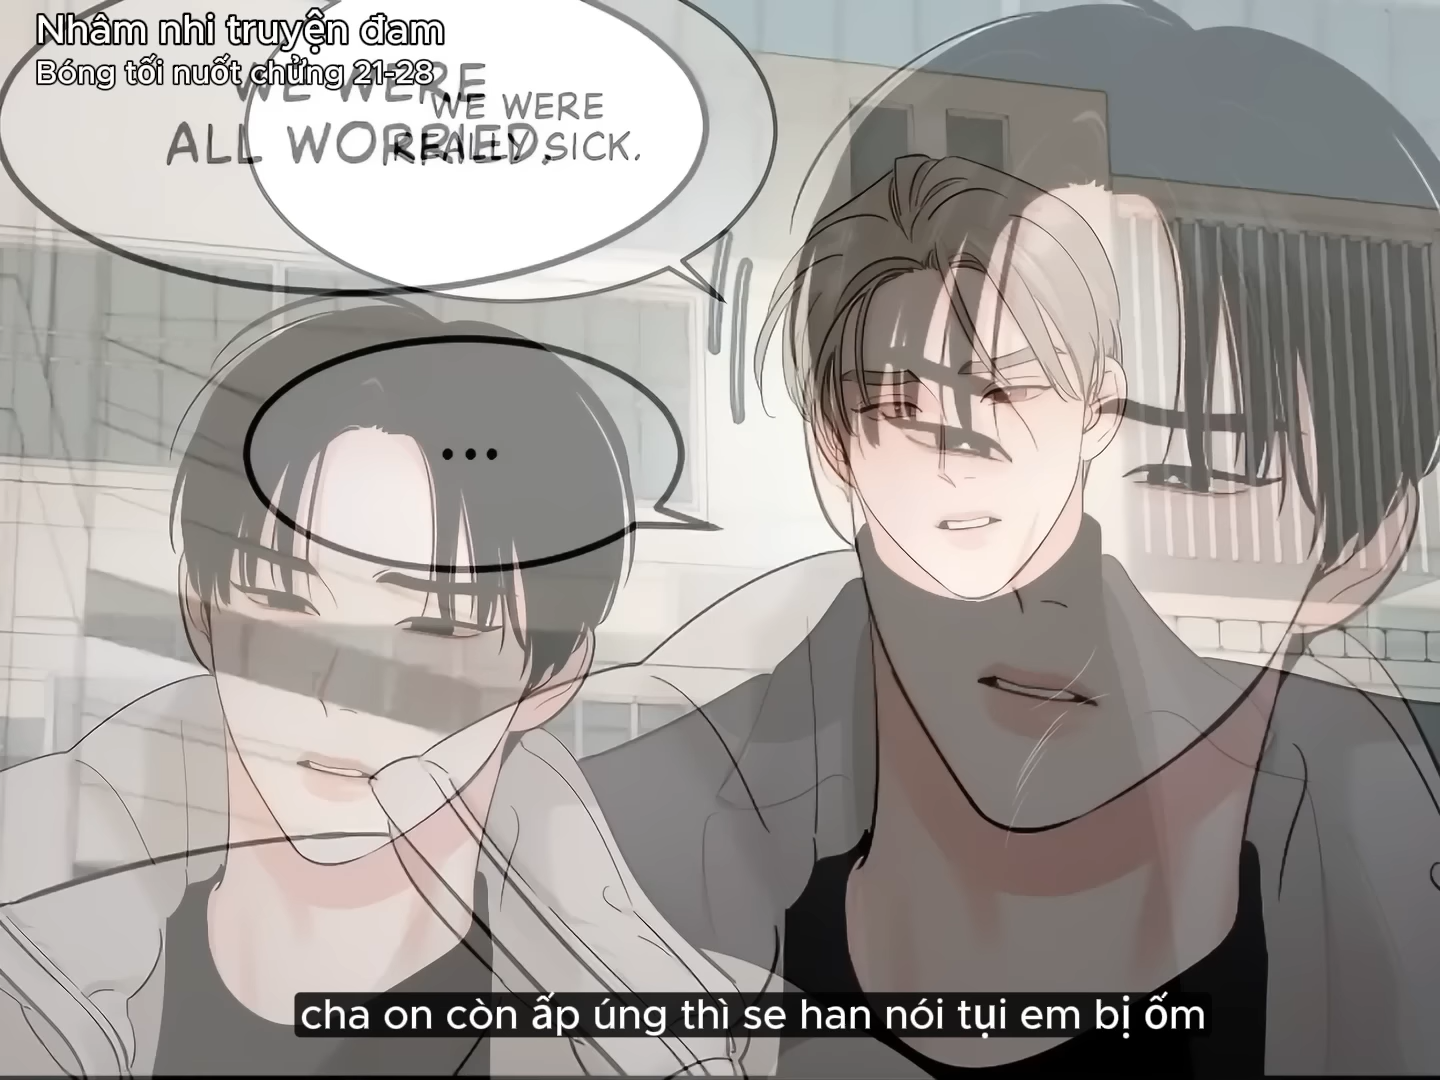 Nhâm nhi truyện đam
Bóng tối nuốt chửng 21-28
WE WERE
ALL WORRIED.
WE WERE
REALLY SICK.
...
cha on còn ấp úng thì se han nói tụi em bị ốm